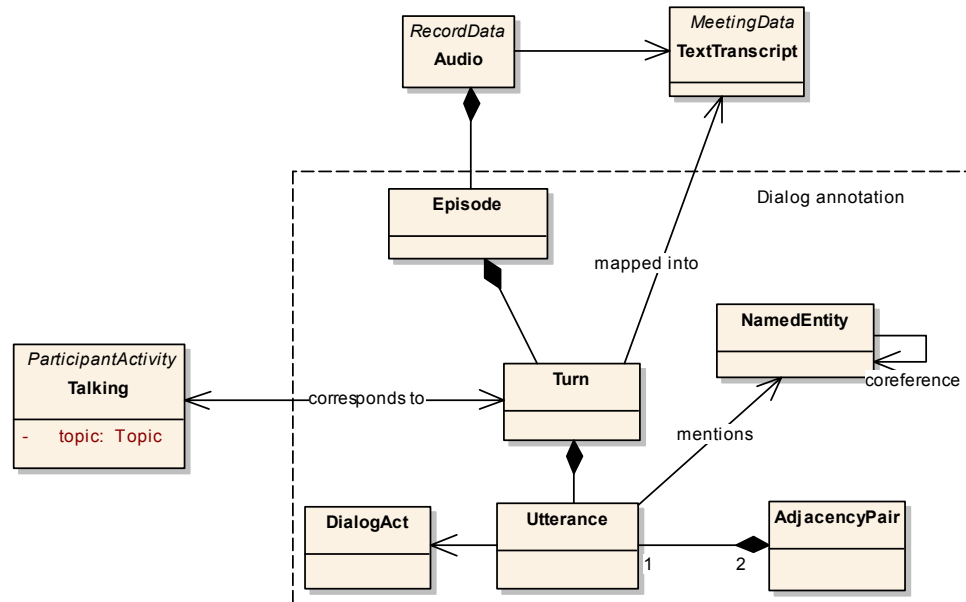 RecordData
Audio
MeetingData
TextTranscript
Dialog annotation
Episode
mapped into
NamedEntity
coreference
ParticipantActivity
Talking
- topic: Topic
corresponds to
Turn
mentions
DialogAct
Utterance
AdjacencyPair
1
2